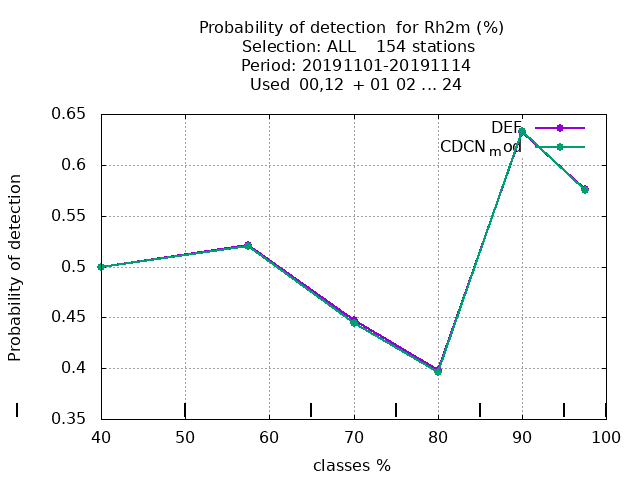 Probability of detection for Rh2m (%)
Selection: ALL 154 stations
Period: 20191101-20191114
Used 00,12 + 01 02 ... 24
0.65
0.6
0.55
0.5
0.45
0.4
0.35
Probability of detection
DEF
CDCN_mod
40 50 60 70 80 90 100
classes %